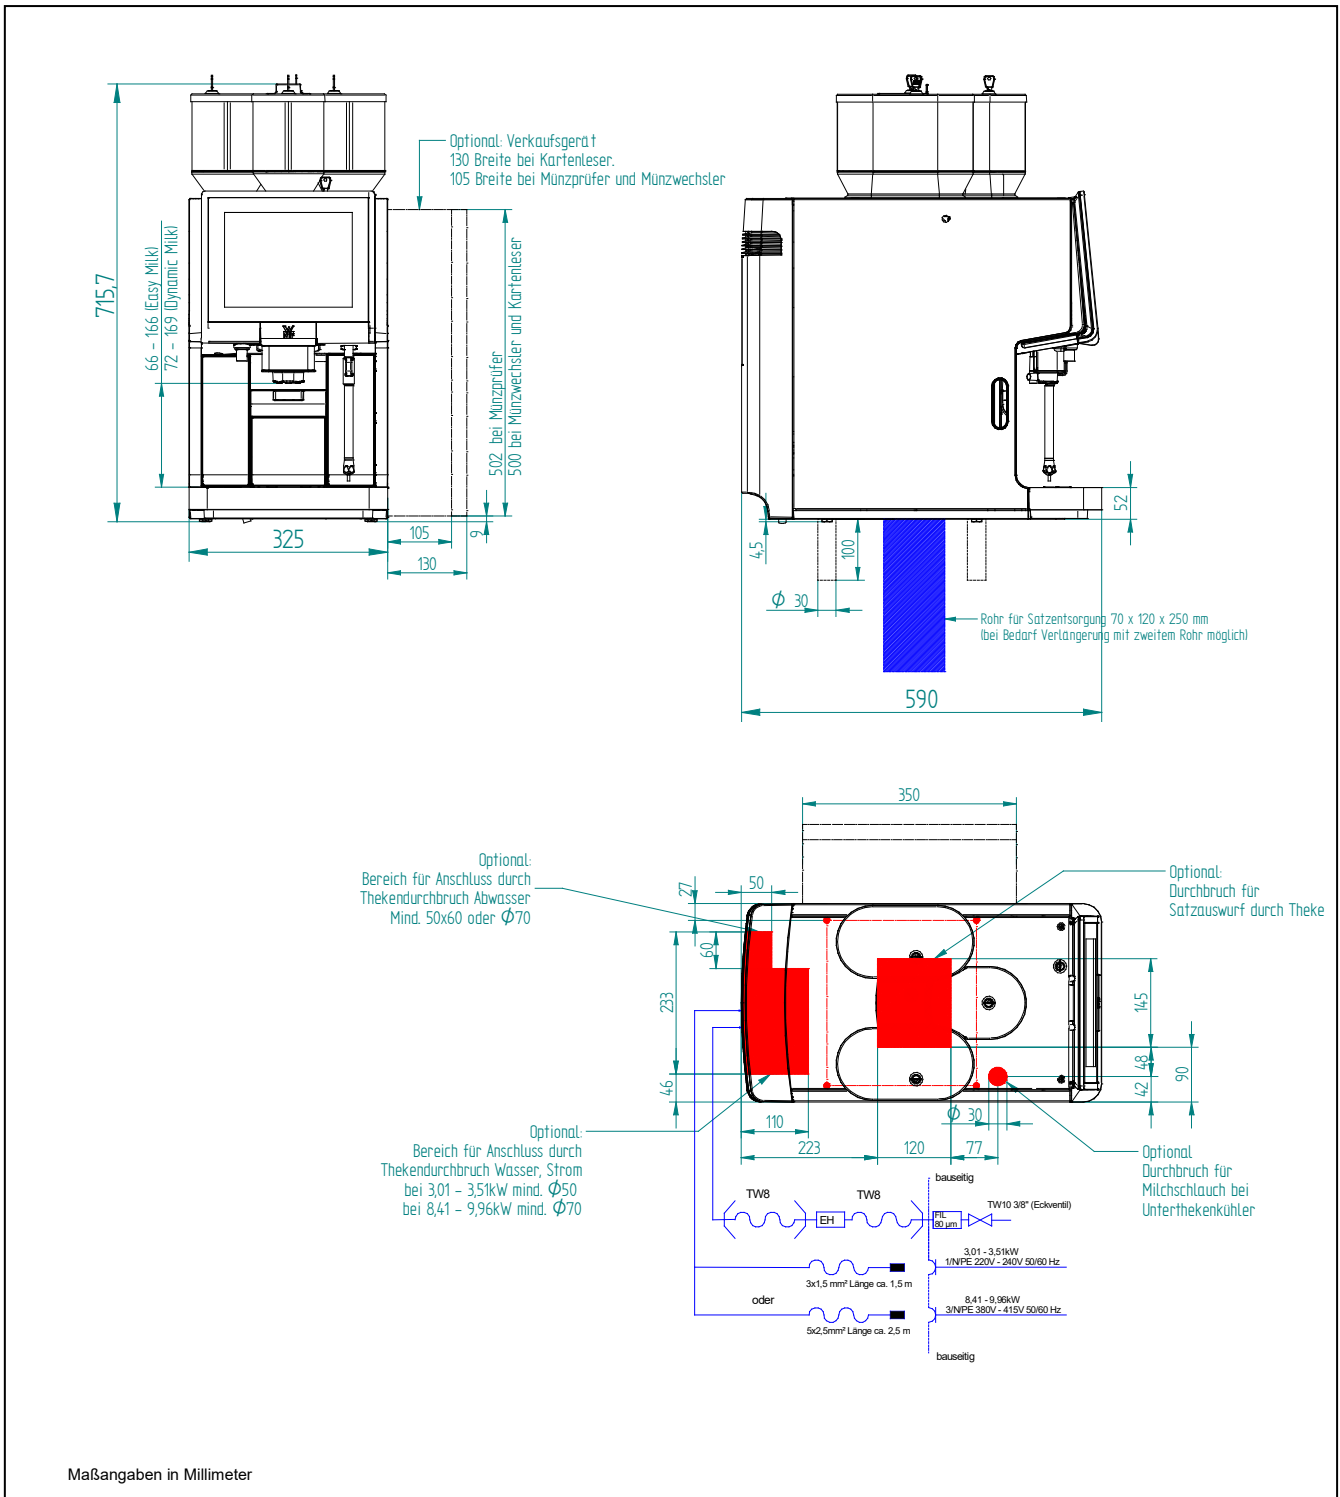 Optional: Verkaufsgerät
130 Breite bei Kartenleser.
105 Breite bei Münzprüfer und Münzwechsler
715,7
66 - 166 (Easy Milk)
72 - 169 (Dynamic Milk)
502 bei Münzprüfer
500 bei Münzwechsler und Kartenleser
WMF
325
105
130
9
52
4,5
100
Φ 30
Rohr für Satzentsorgung 70 x 120 x 250 mm
(bei Bedarf Verlängerung mit zweitem Rohr möglich)
590
350
Optional:
Bereich für Anschluss durch
Thekendurchbruch Abwasser
Mind. 50x60 oder Φ70
27
50
60
233
46
Optional:
Durchbruch für
Satzauswurf durch Theke
145
48
42
90
110
223
120
77
Φ 30
Optional:
Bereich für Anschluss durch
Thekendurchbruch Wasser, Strom
bei 3,01 - 3,51kW mind. Φ50
bei 8,41 - 9,96kW mind. Φ70
Optional
Durchbruch für
Milchschlauch bei
Unterthekenkühler
bauseitig
TW8
TW8
TW10 3/8" (Eckventil)
EH
FIL
80 µm
3,01 - 3,51kW
1/N/PE 220V - 240V 50/60 Hz
3x1,5 mm² Länge ca. 1,5 m
oder
8,41 - 9,96kW
3/N/PE 380V - 415V 50/60 Hz
5x2,5mm² Länge ca. 2,5 m
bauseitig
Maßangaben in Millimeter